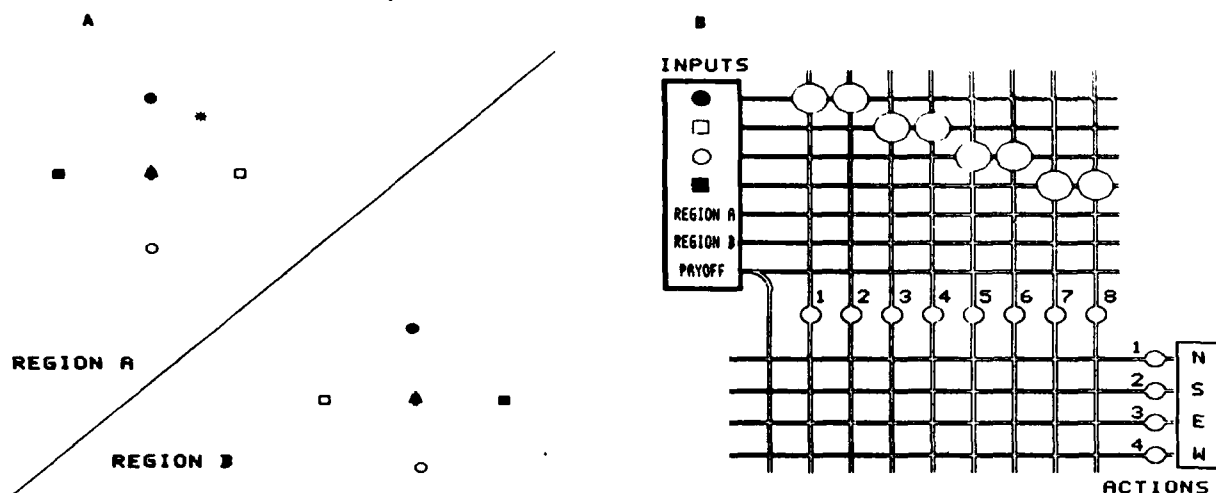 A
REGION A
REGION B
B
INPUTS
REGION A
REGION B
PAYOFF
1 2 3 4 5 6 7 8
1 N
2 S
3 E
4 W
ACTIONS